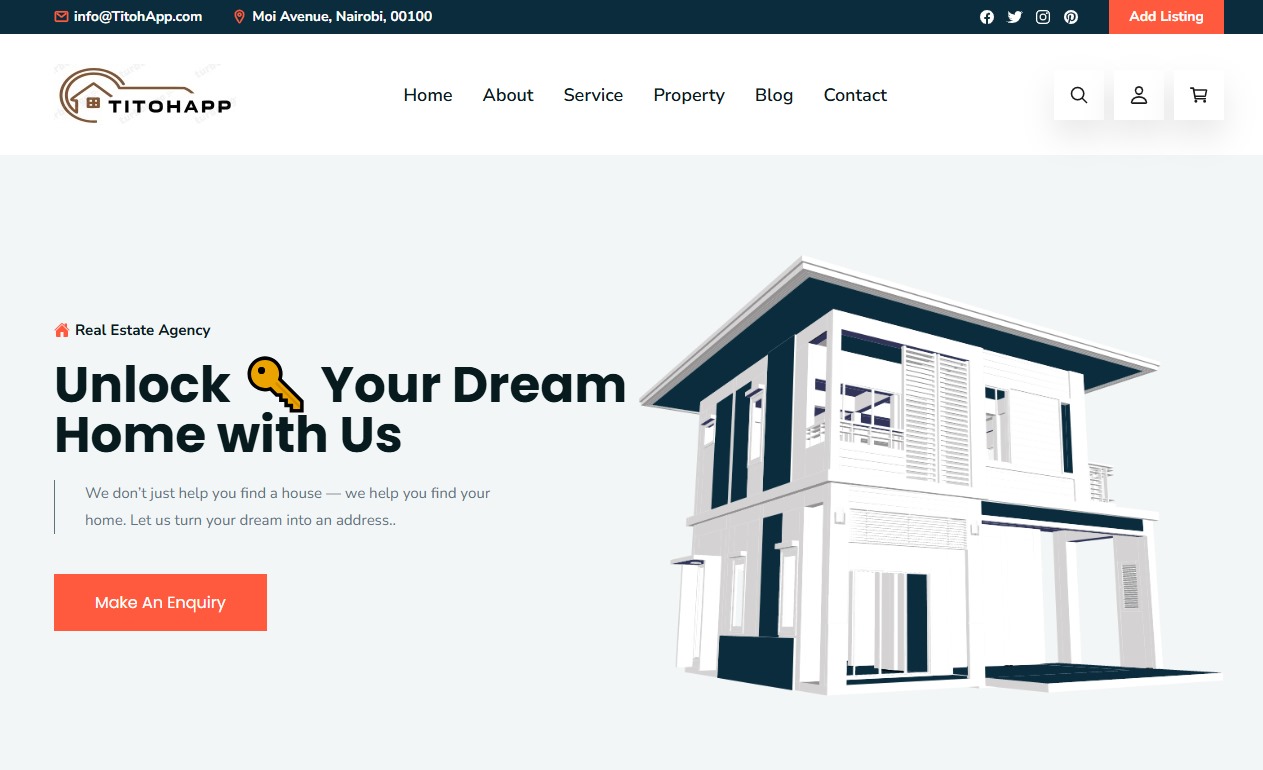 info@TitohApp.com
Moi Avenue, Nairobi, 00100
Add Listing
TITOHAPP
Home
About
Service
Property
Blog
Contact
Real Estate Agency
Unlock 🔑 Your Dream
Home with Us
We don't just help you find a house — we help you find your
home. Let us turn your dream into an address..
Make An Enquiry